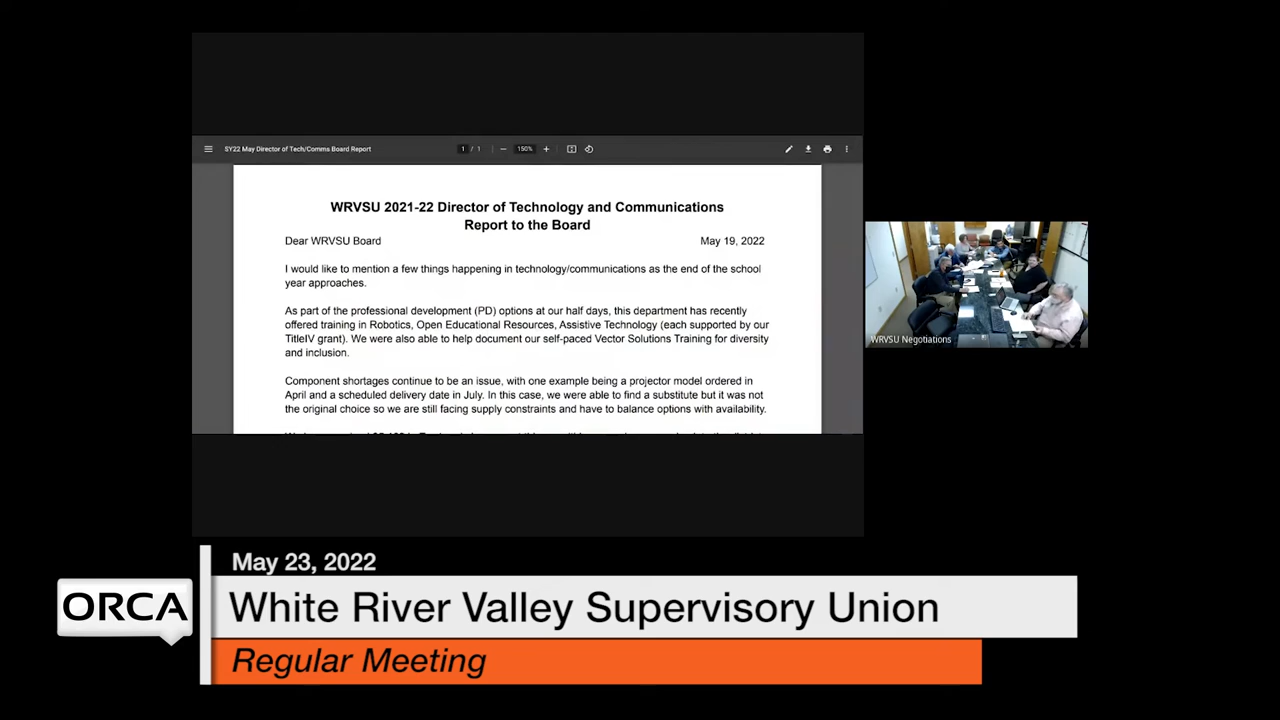 SY22 May Director of Tech/Comms Board Report
1 / 1
150%
WRVSU 2021-22 Director of Technology and Communications
Report to the Board
Dear WRVSU Board
May 19, 2022
I would like to mention a few things happening in technology/communications as the end of the school
year approaches.
As part of the professional development (PD) options at our half days, this department has recently
offered training in Robotics, Open Educational Resources, Assistive Technology (each supported by our
TitleIV grant). We were also able to help document our self-paced Vector Solutions Training for diversity
and inclusion.
Component shortages continue to be an issue, with one example being a projector model ordered in
April and a scheduled delivery date in July. In this case, we were able to find a substitute but it was not
the original choice so we are still facing supply constraints and have to balance options with availability.
WRVSU Negotiations
May 23, 2022
ORCA
White River Valley Supervisory Union
Regular Meeting